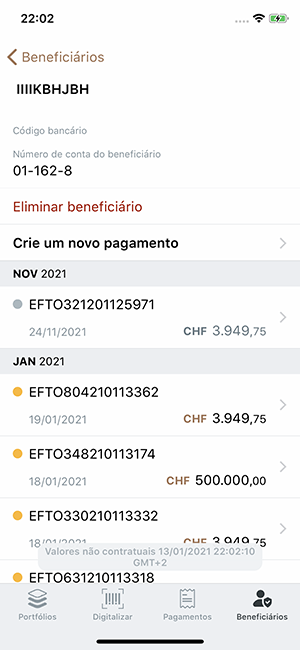 22:02
Beneficiários
IIIIKBHJBH
Código bancário
Número de conta do beneficiário
01-162-8
Eliminar beneficiário
Crie um novo pagamento
NOV 2021
EFTO321201125971
24/11/2021 CHF 3.949,75
JAN 2021
EFTO804210113362
19/01/2021 CHF 3.949,75
EFTO348210113174
18/01/2021 CHF 500.000,00
EFTO330210113332
18/01/2021 CHF 3.949,75
Valores não contratuais 13/01/2021 22:02:10
GMT+2
EFTO631210113318
Portfólios Digitalizar Pagamentos Beneficiários